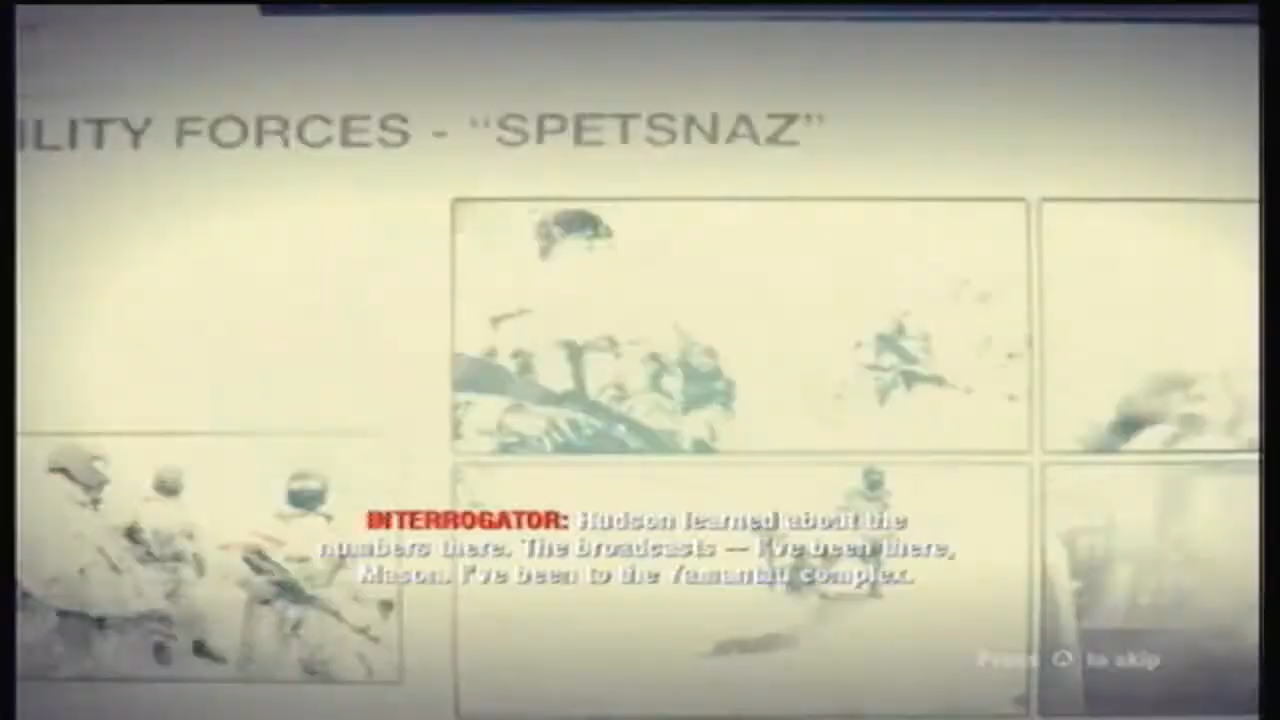 ILITY FORCES - “SPETSNAZ”
INTERROGATOR: Hudson learned about the
numbers there. The broadcasts — I've been there,
Mason. I've been to the Yamantau complex.
Press to skip